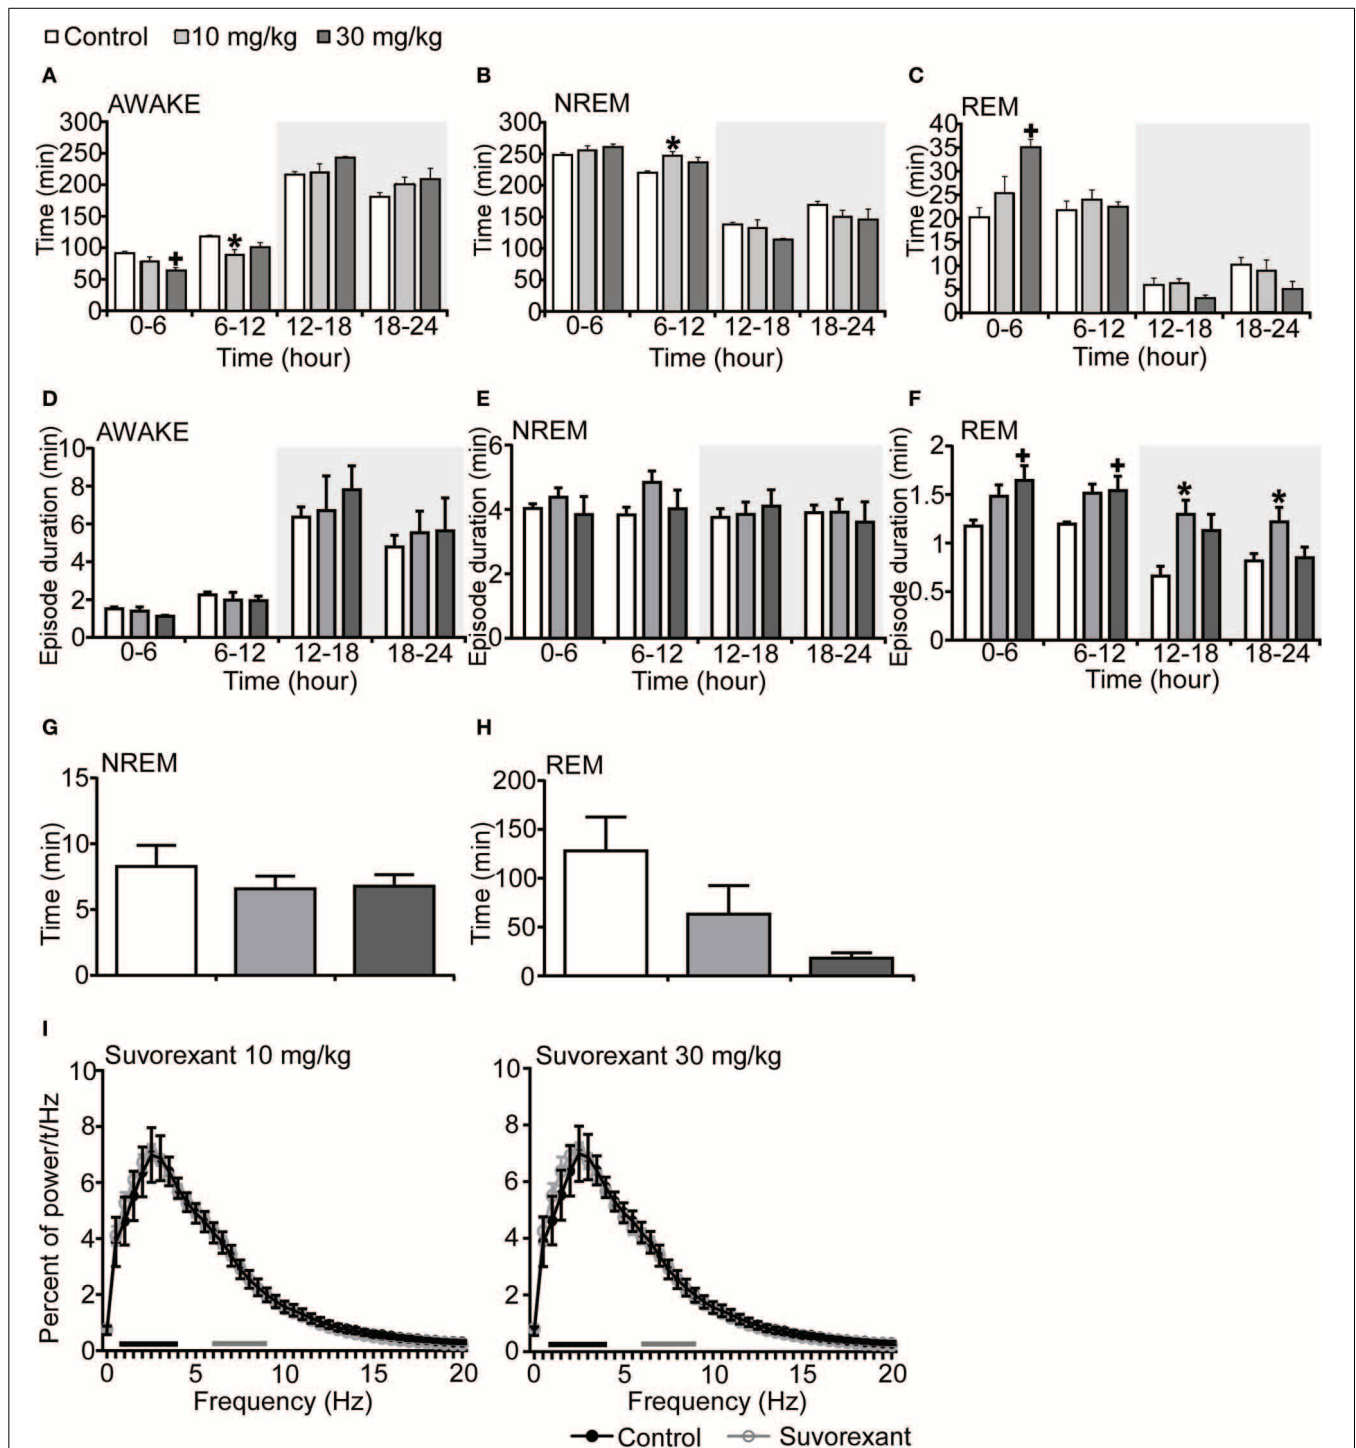 Control 10 mg/kg 30 mg/kg
A
AWAKE
Time (min)
300
250
200
150
100
50
0
+
*
0-6 6-12 12-18 18-24
Time (hour)
B
NREM
Time (min)
300
250
200
150
100
50
0
*
0-6 6-12 12-18 18-24
Time (hour)
C
REM
Time (min)
40
35
30
25
20
15
10
5
0
+
0-6 6-12 12-18 18-24
Time (hour)
D
AWAKE
Episode duration (min)
10
8
6
4
2
0
0-6 6-12 12-18 18-24
Time (hour)
E
NREM
Episode duration (min)
6
4
2
0
0-6 6-12 12-18 18-24
Time (hour)
F
REM
Episode duration (min)
2
1.5
1
0.5
0
+ + * *
0-6 6-12 12-18 18-24
Time (hour)
G
NREM
Time (min)
15
10
5
0
H
REM
Time (min)
200
150
100
50
0
I
Suvorexant 10 mg/kg
Percent of power/t/Hz
10
8
6
4
2
0
0 5 10 15 20
Frequency (Hz)
Suvorexant 30 mg/kg
10
8
6
4
2
0
0 5 10 15 20
Frequency (Hz)
Control Suvorexant